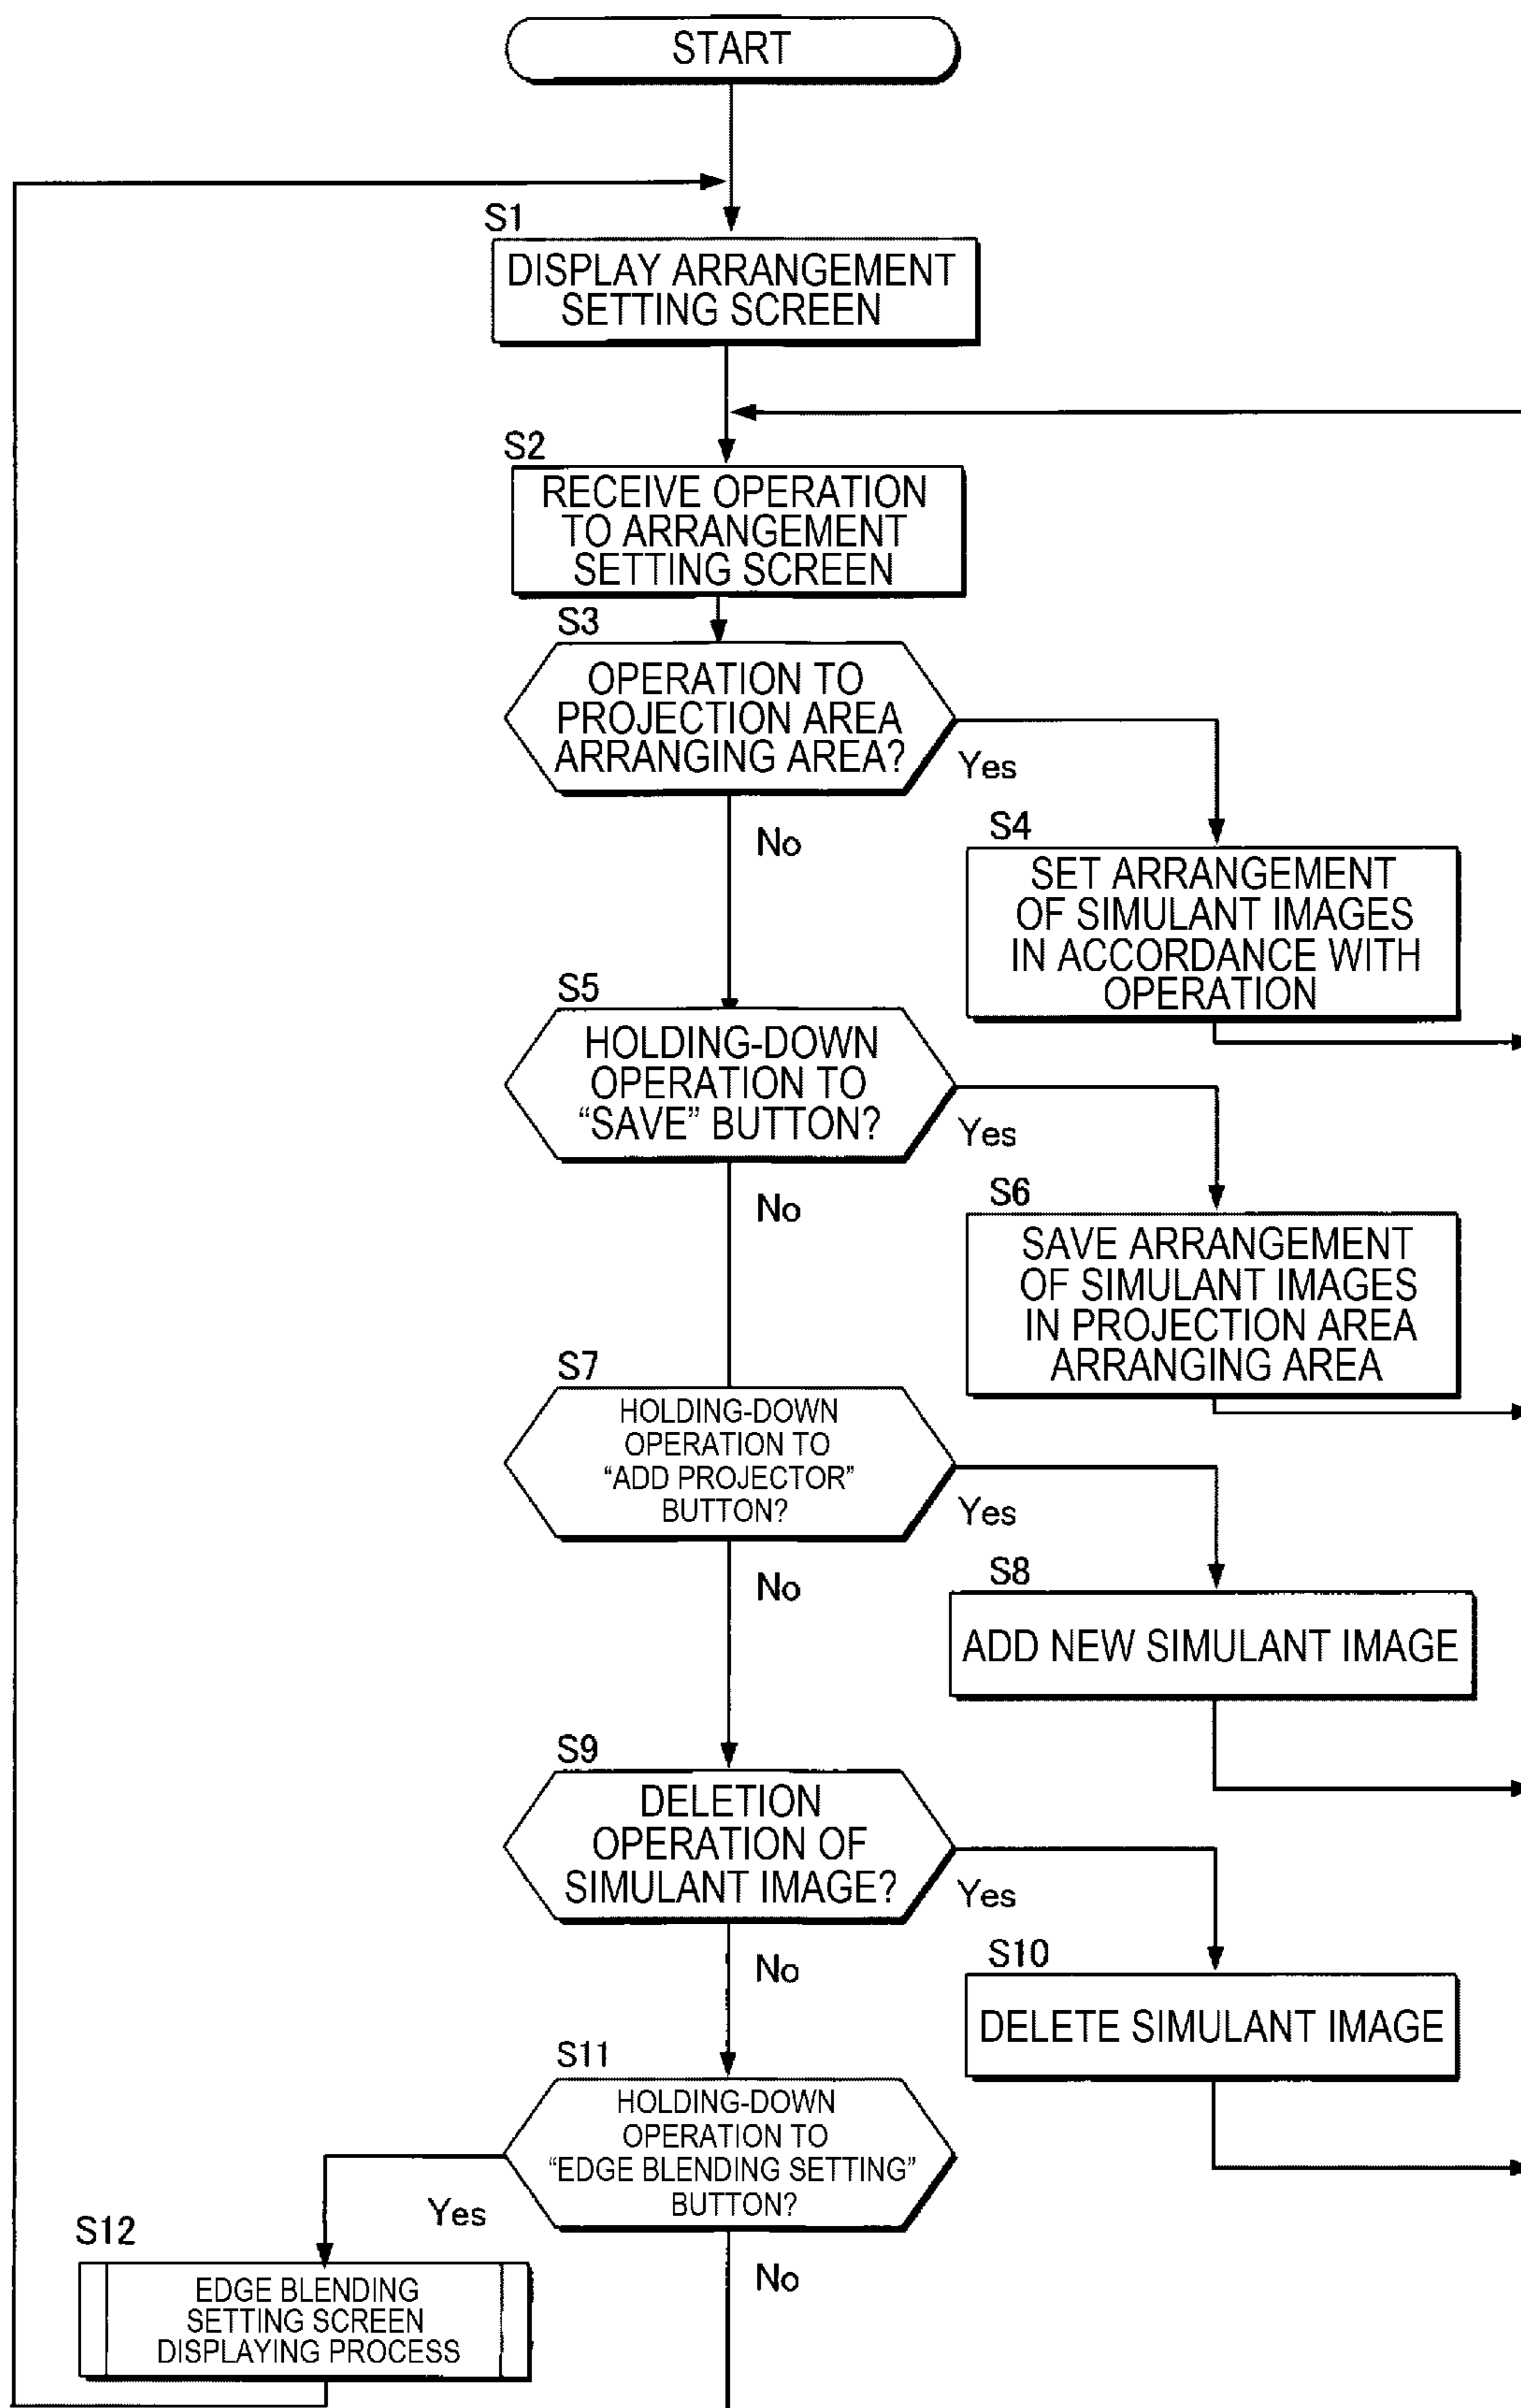 START
S1
DISPLAY ARRANGEMENT
SETTING SCREEN
S2
RECEIVE OPERATION
TO ARRANGEMENT
SETTING SCREEN
S3
OPERATION TO
PROJECTION AREA
ARRANGING AREA?
Yes
No
S4
SET ARRANGEMENT
OF SIMULANT IMAGES
IN ACCORDANCE WITH
OPERATION
S5
HOLDING-DOWN
OPERATION TO
“SAVE” BUTTON?
Yes
No
S6
SAVE ARRANGEMENT
OF SIMULANT IMAGES
IN PROJECTION AREA
ARRANGING AREA
S7
HOLDING-DOWN
OPERATION TO
“ADD PROJECTOR”
BUTTON?
Yes
No
S8
ADD NEW SIMULANT IMAGE
S9
DELETION
OPERATION OF
SIMULANT IMAGE?
Yes
No
S10
DELETE SIMULANT IMAGE
S11
HOLDING-DOWN
OPERATION TO
“EDGE BLENDING SETTING”
BUTTON?
Yes
No
S12
EDGE BLENDING
SETTING SCREEN
DISPLAYING PROCESS